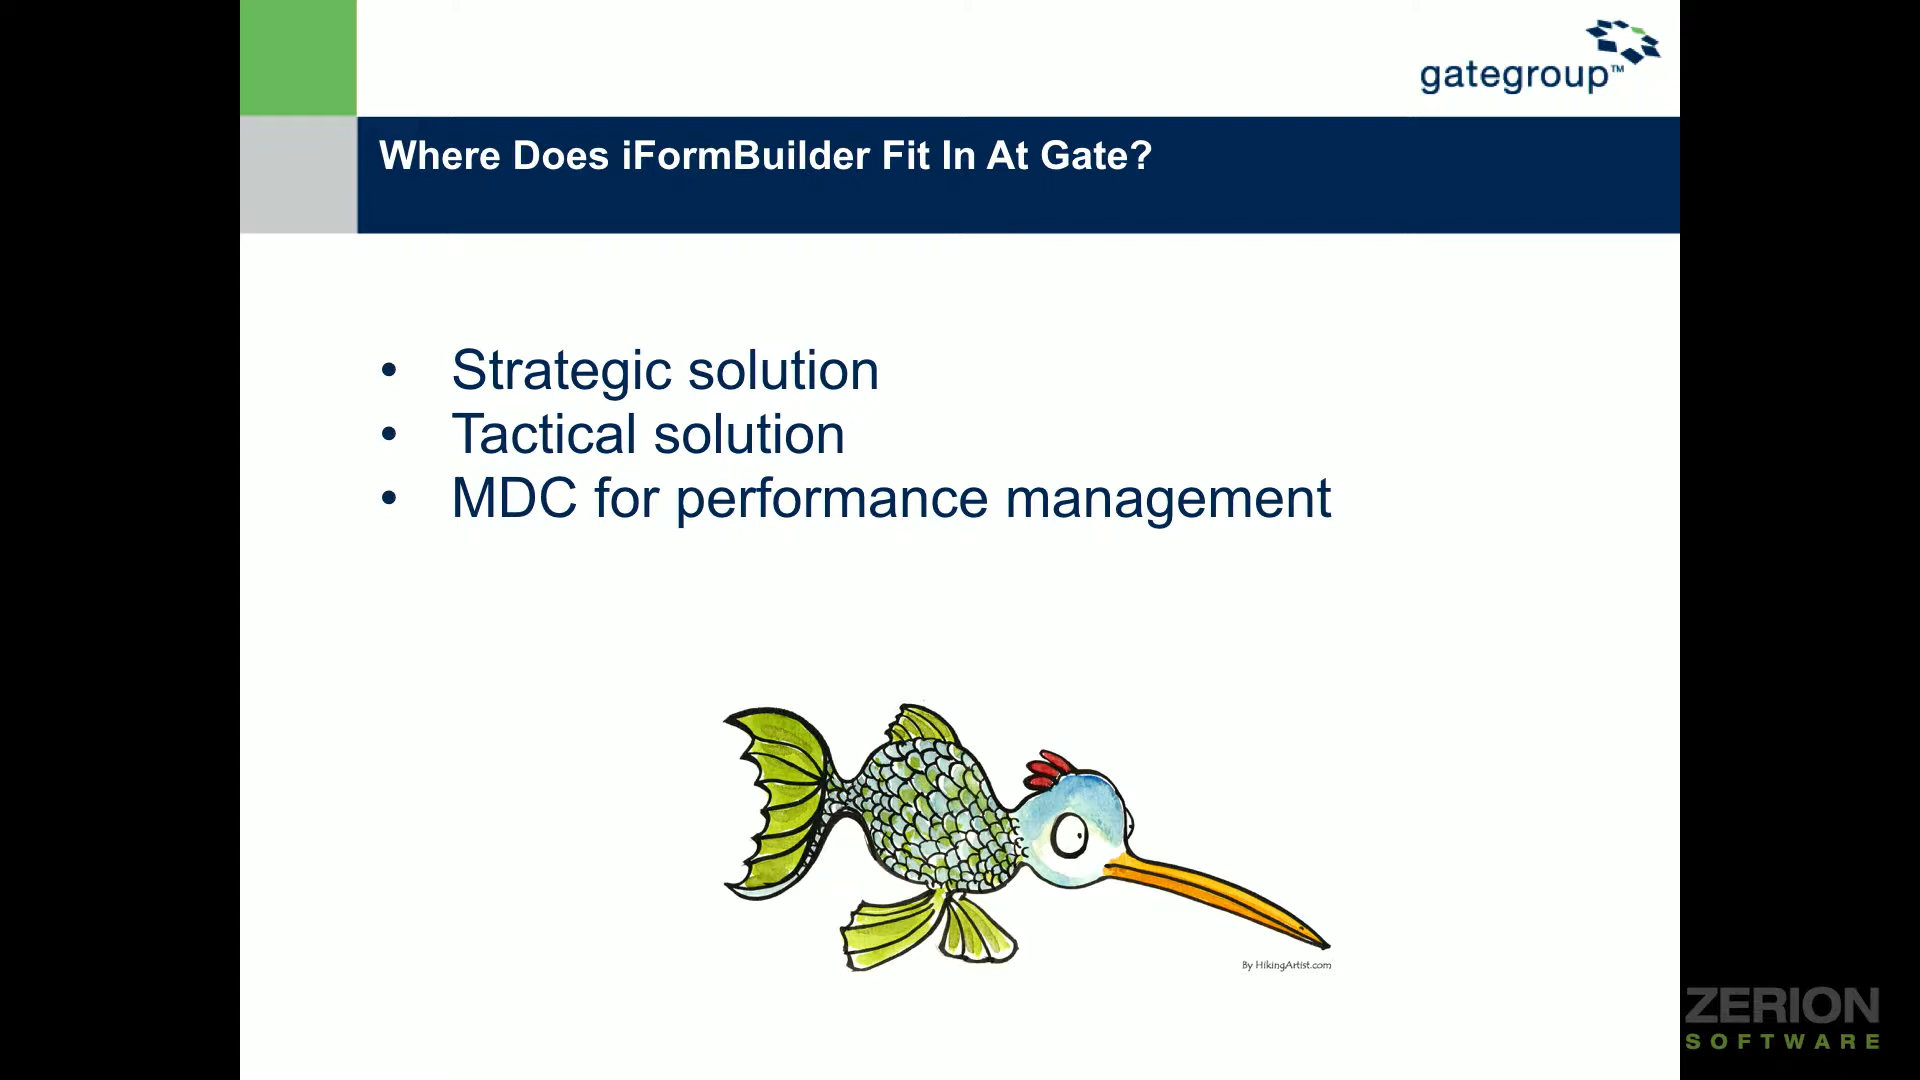 gategroup™
Where Does iFormBuilder Fit In At Gate?
• Strategic solution
• Tactical solution
• MDC for performance management
By HikingArtist.com
ZERION
SOFTWARE